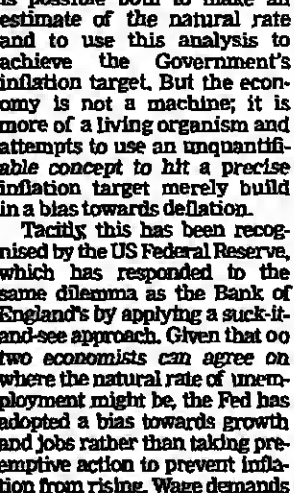 is possible both to make an
estimate of the natural rate
and to use this analysis to
achieve the Government's
inflation target. But the econ-
omy is not a machine; it is
more of a living organism and
attempts to use an unquantifi-
able concept to hit a precise
inflation target merely build
in a bias towards deflation.
Tacitly, this has been recog-
nised by the US Federal Reserve,
which has responded to the
same dilemma as the Bank of
England's by applying a suck-it-
and-see approach. Given that oo
two economists can agree on
where the natural rate of unem-
ployment might be, the Fed has
adopted a bias towards growth
and jobs rather than taking pre-
emptive action to prevent infla-
tion from rising. Wage demands